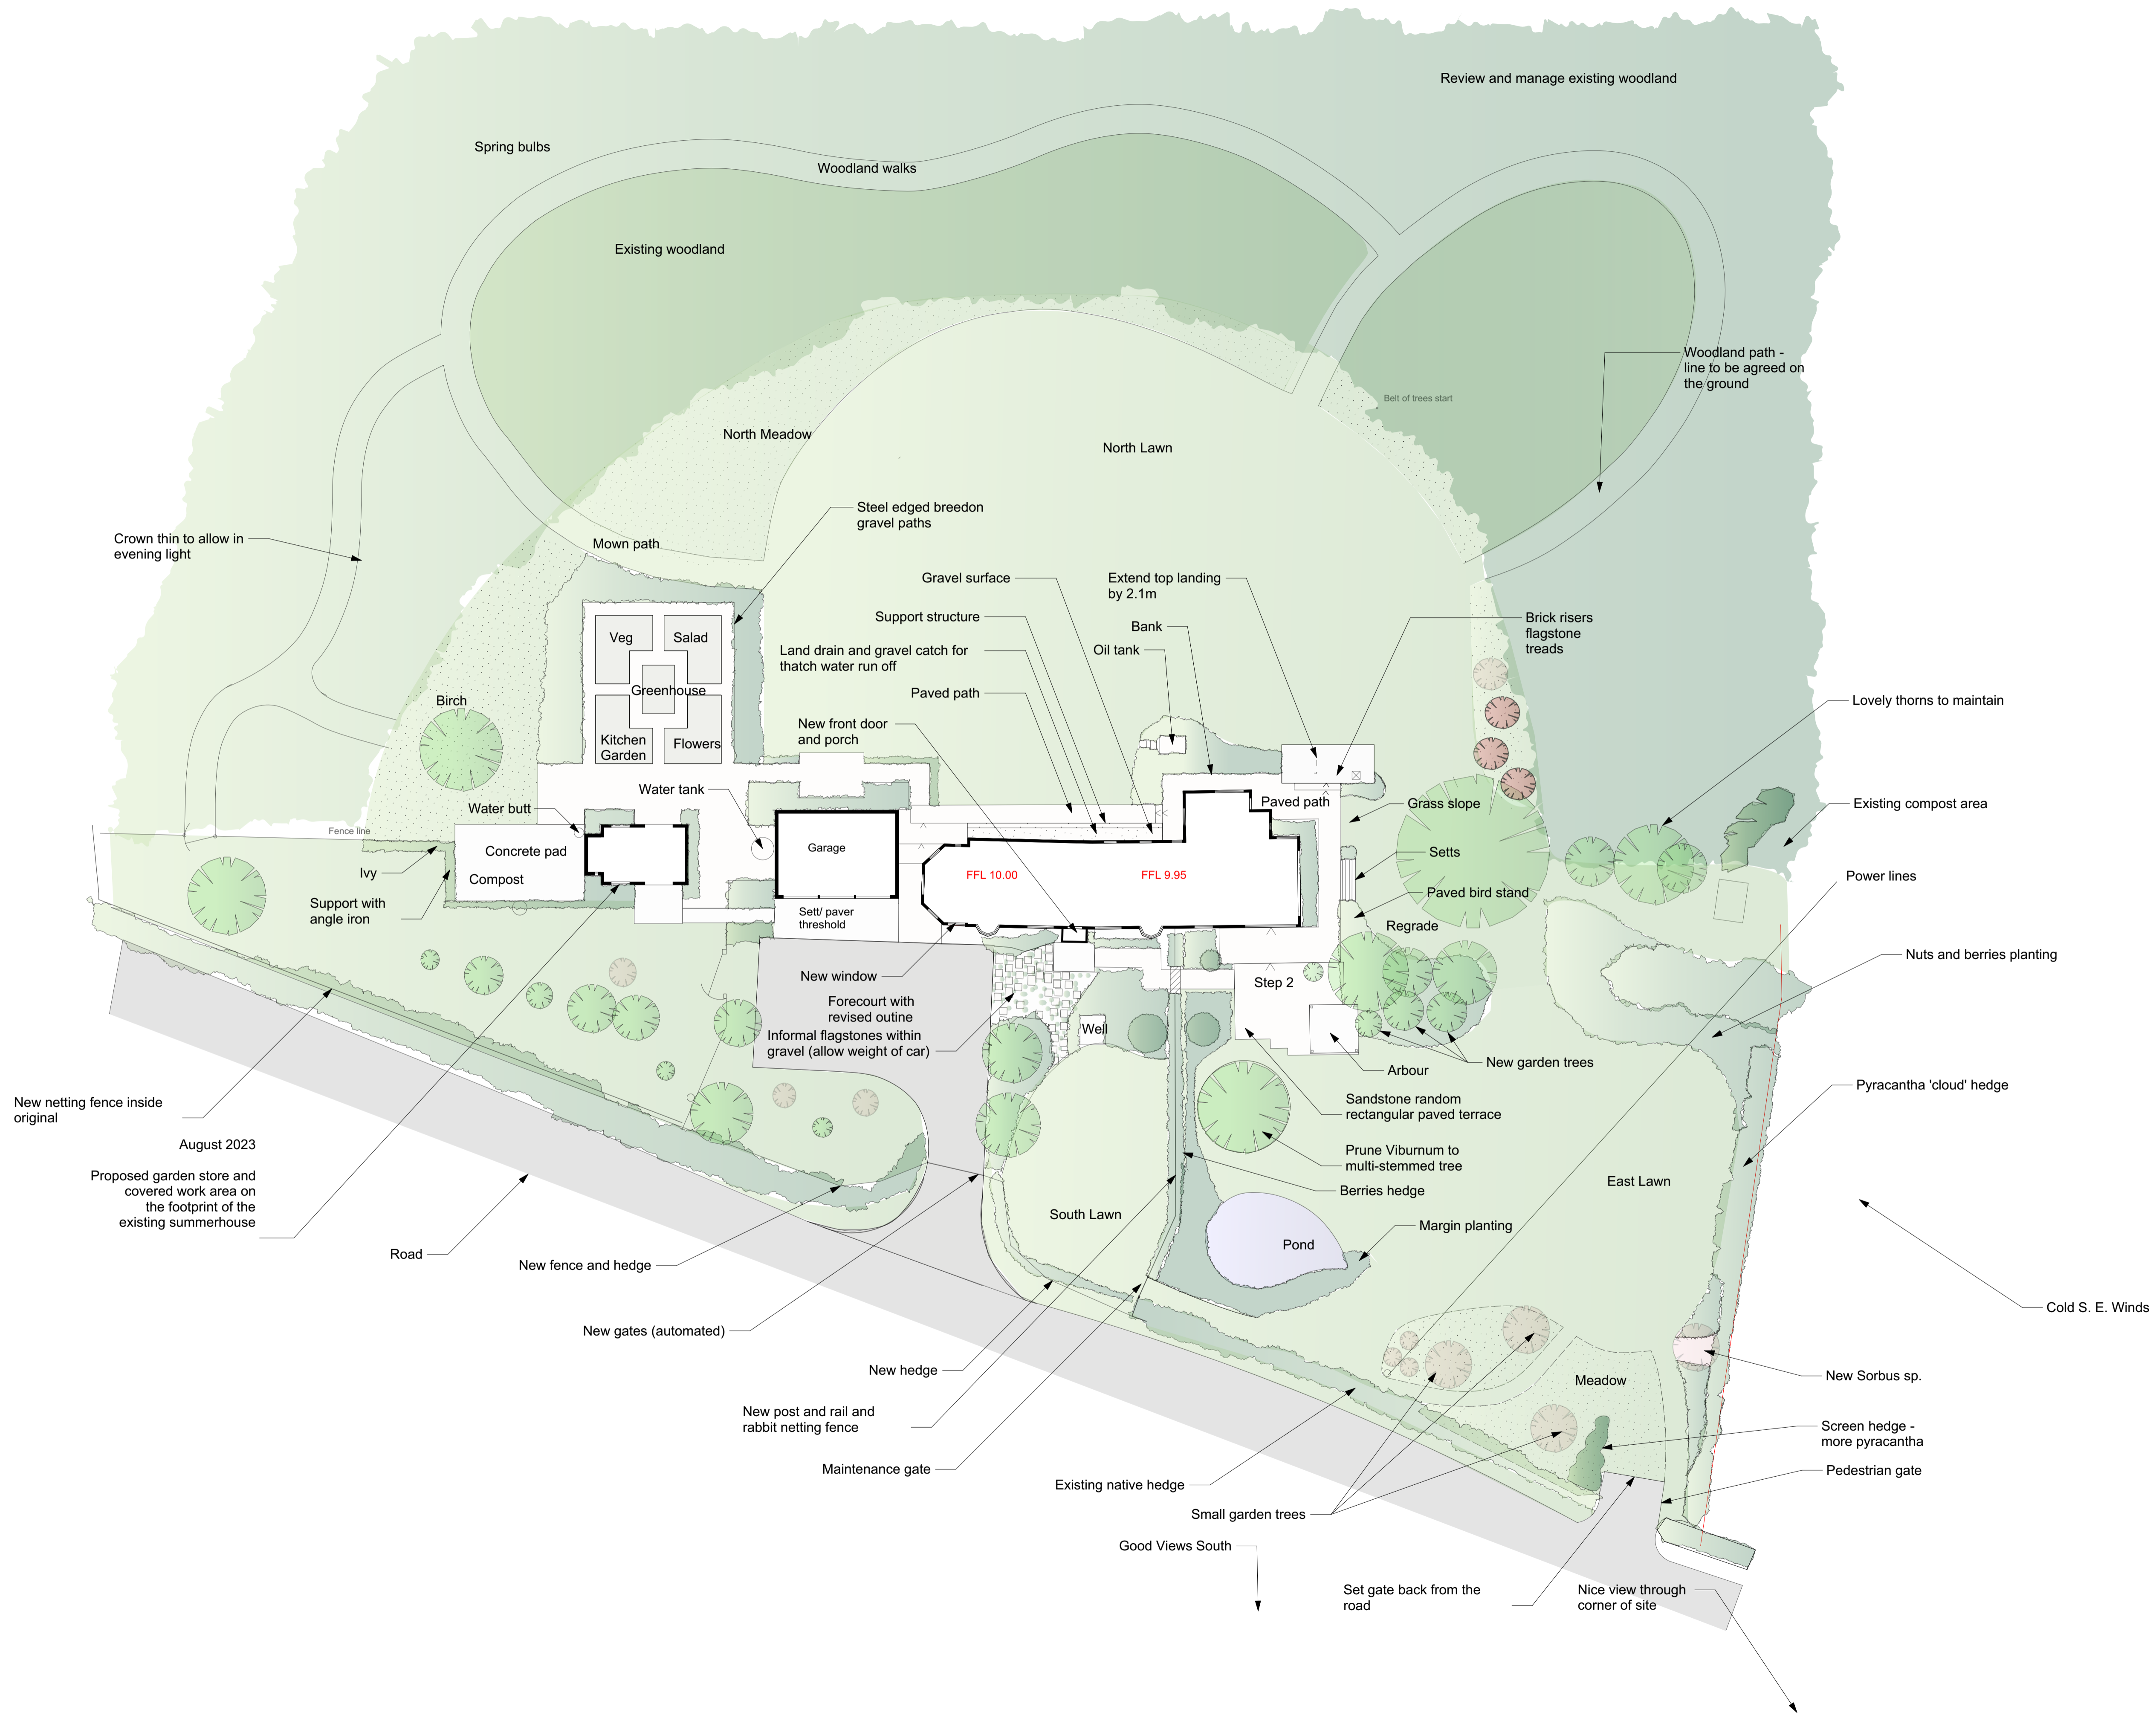 Review and manage existing woodland
Spring bulbs
Woodland walks
Existing woodland
Woodland path -
line to be agreed on
the ground
Belt of trees start
North Meadow
North Lawn
Steel edged breedon
gravel paths
Crown thin to allow in
evening light
Mown path
Gravel surface
Extend top landing
by 2.1m
Support structure
Bank
Brick risers
flagstone
treads
Veg
Salad
Land drain and gravel catch for
thatch water run off
Oil tank
Greenhouse
Paved path
Birch
Lovely thorns to maintain
New front door
and porch
Kitchen
Garden
Flowers
Water tank
Paved path
Grass slope
Existing compost area
Water butt
Fence line
Concrete pad
Garage
Setts
Ivy
Compost
FFL 10.00
FFL 9.95
Power lines
Paved bird stand
Support with
angle iron
Sett/ paver
threshold
Regrade
Nuts and berries planting
New window
Step 2
Forecourt with
revised outine
Informal flagstones within
gravel (allow weight of car)
Well
New garden trees
Arbour
Pyracantha 'cloud' hedge
New netting fence inside
original
Sandstone random
rectangular paved terrace
August 2023
Prune Viburnum to
multi-stemmed tree
Proposed garden store and
covered work area on
the footprint of the
existing summerhouse
Berries hedge
East Lawn
South Lawn
Margin planting
Road
Pond
New fence and hedge
Cold S. E. Winds
New gates (automated)
New hedge
Meadow
New Sorbus sp.
New post and rail and
rabbit netting fence
Screen hedge -
more pyracantha
Maintenance gate
Pedestrian gate
Existing native hedge
Small garden trees
Good Views South
Set gate back from the
road
Nice view through
corner of site